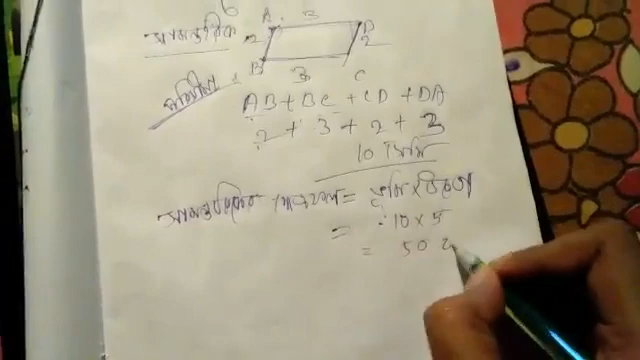 A 3 D
সামান্তরিক 2 2
B 3 C
পরিসীমা :
AB + BC + CD + DA
2 + 3 + 2 + 3
10 সেমি
সামান্তরিকের ক্ষেত্রফল = ভূমি × উচ্চতা
= 10 × 5
= 50